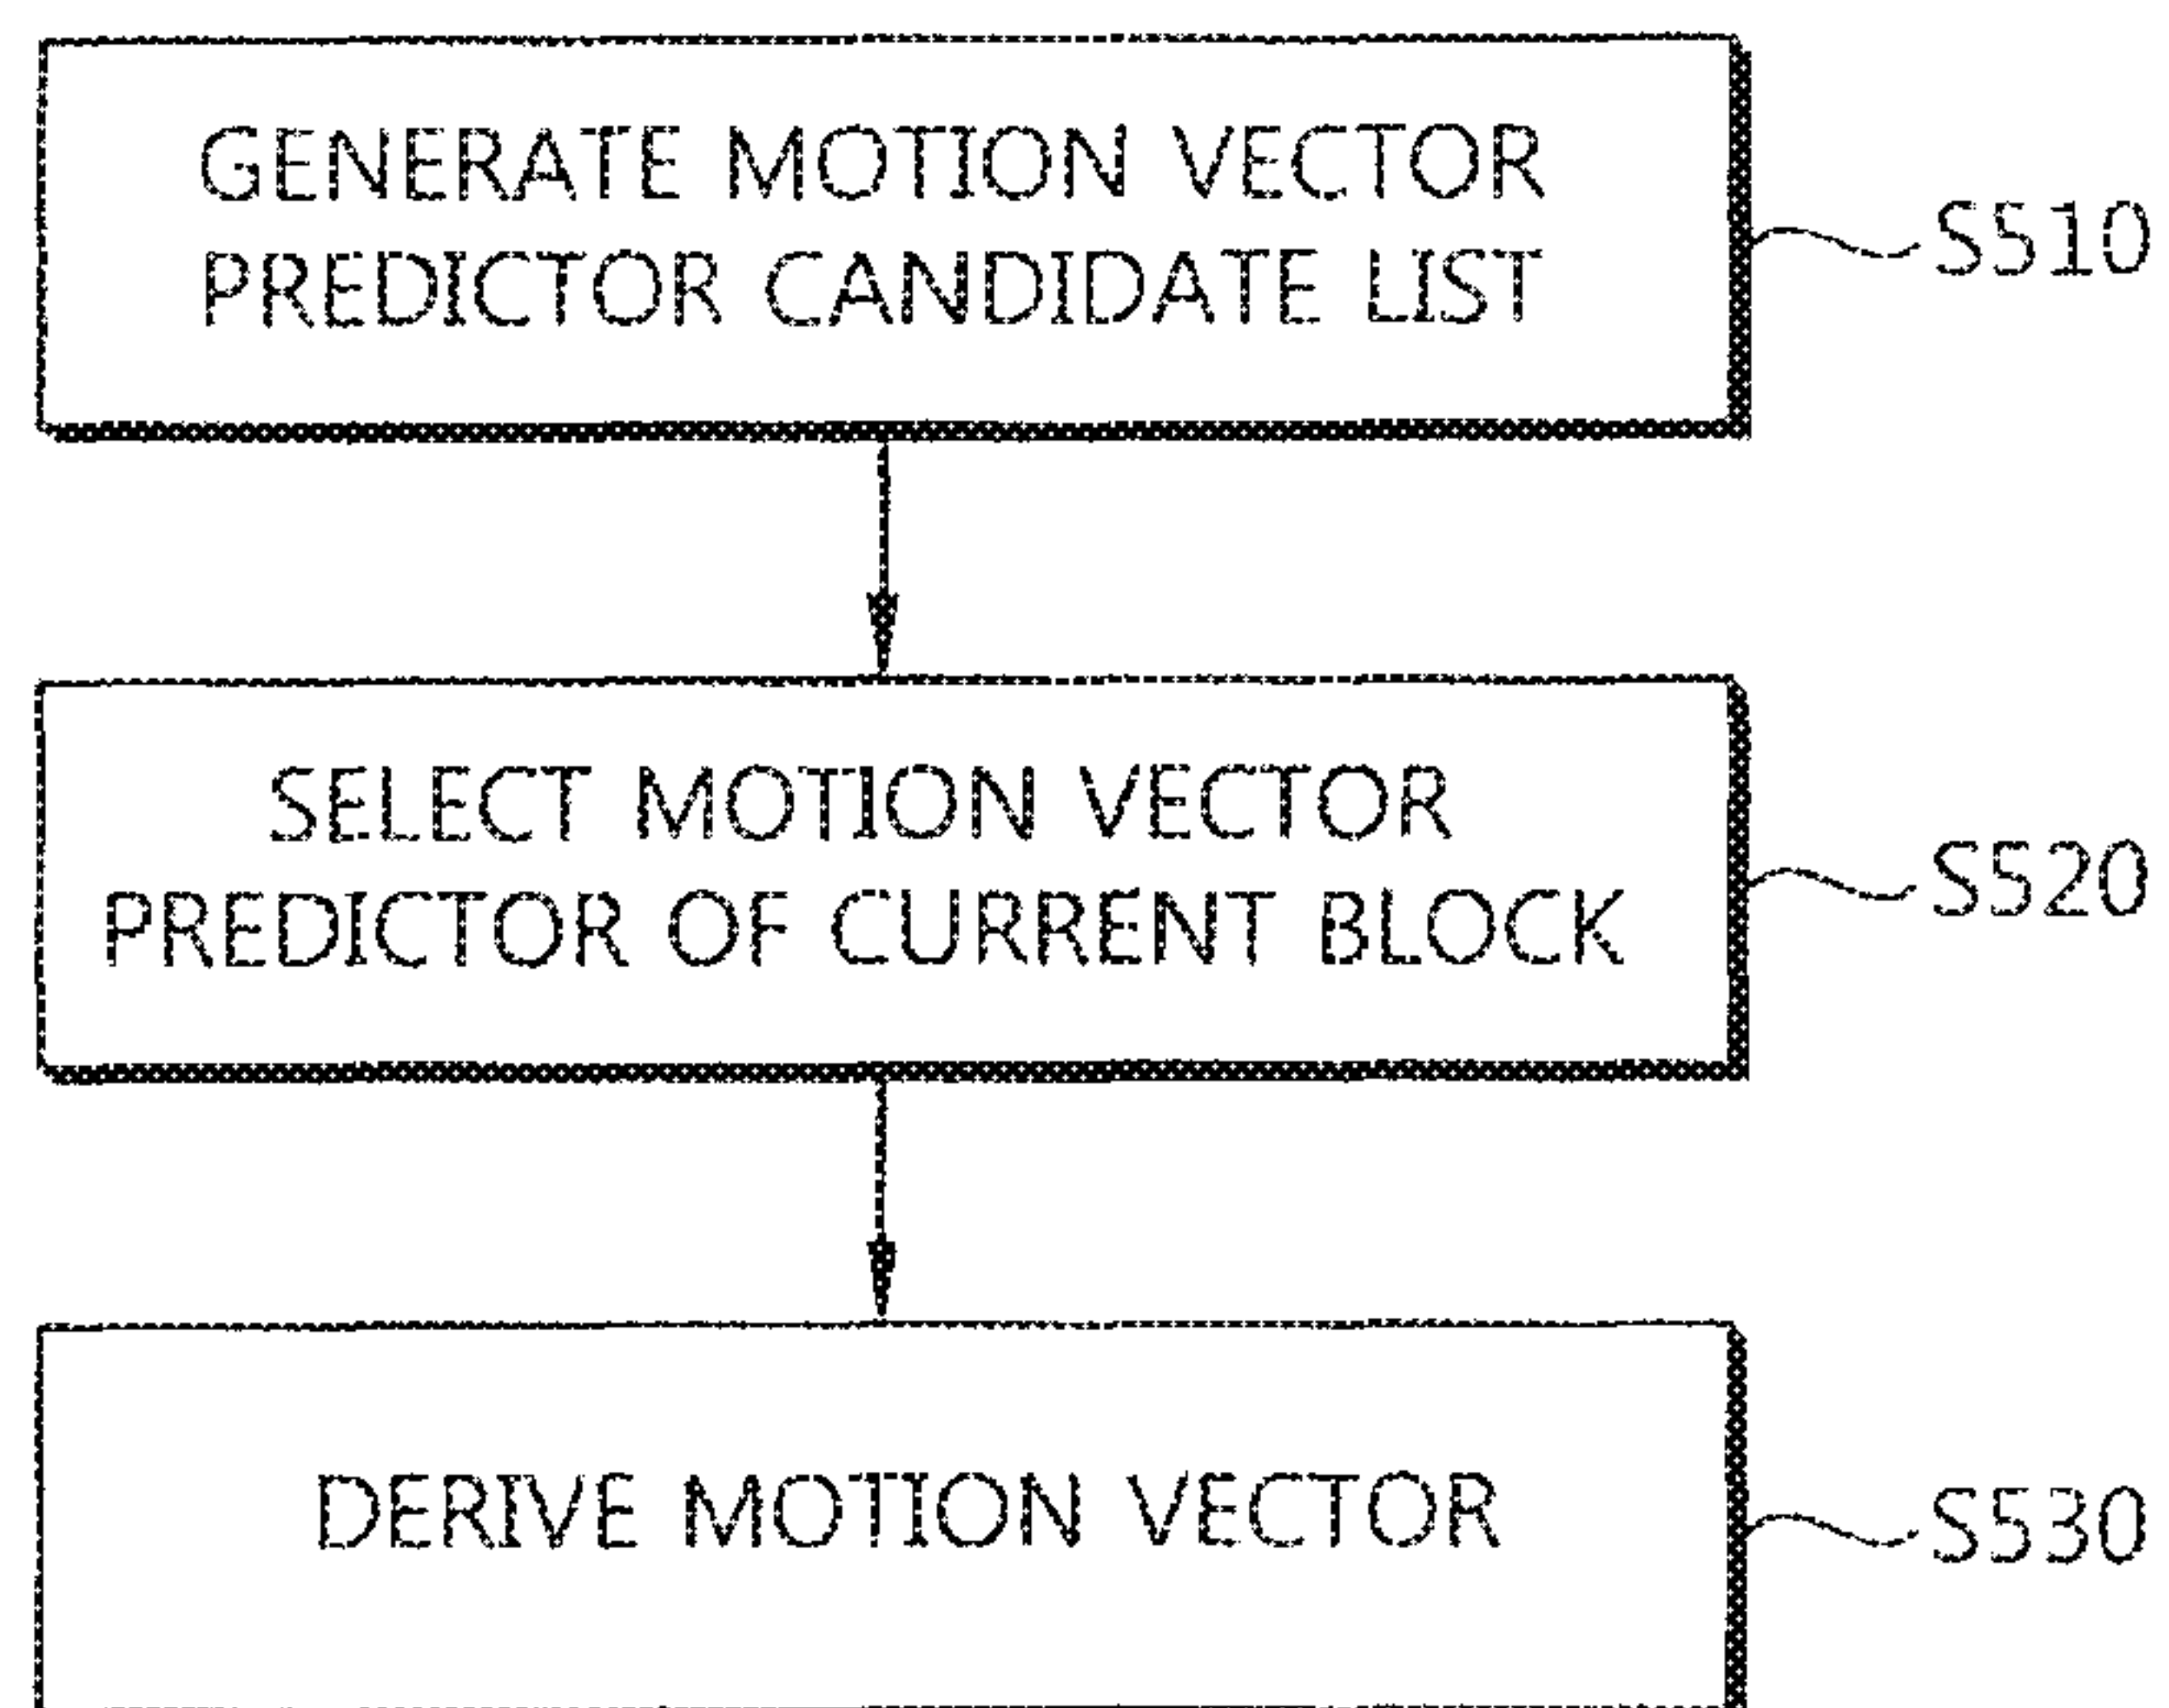 GENERATE MOTION VECTOR
PREDICTOR CANDIDATE LIST
S510
SELECT MOTION VECTOR
PREDICTOR OF CURRENT BLOCK
S520
DERIVE MOTION VECTOR
S530